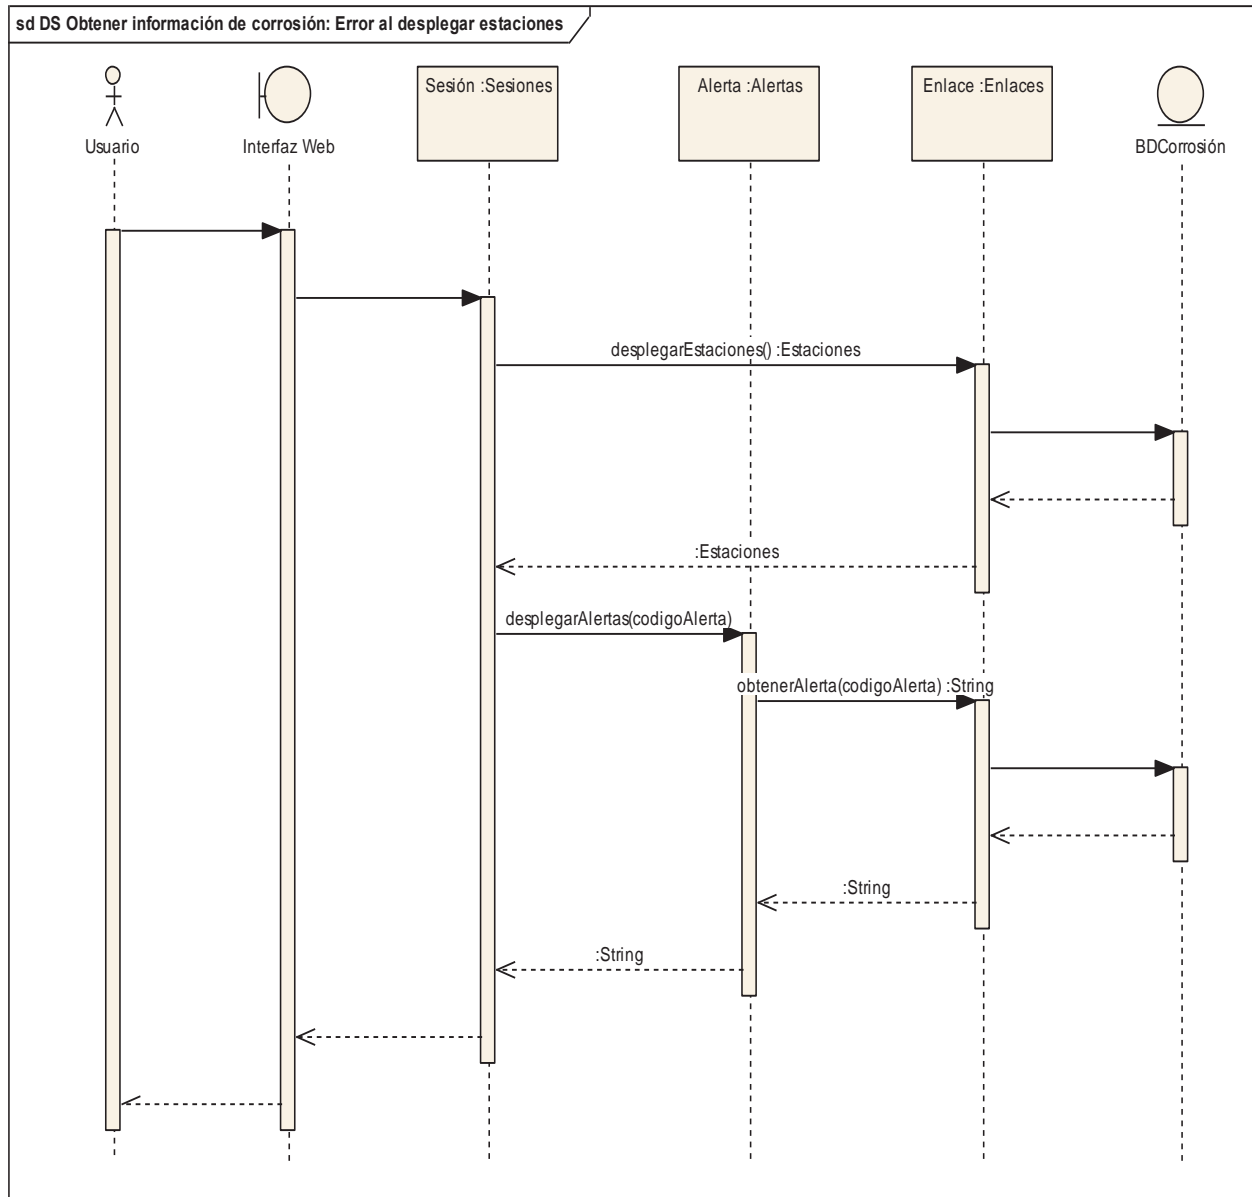 sd DS Obtener información de corrosión: Error al desplegar estaciones
Usuario
Interfaz Web
Sesión :Sesiones
Alerta :Alertas
Enlace :Enlaces
BDCorrosión
desplegarEstaciones() :Estaciones
:Estaciones
desplegarAlertas(codigoAlerta)
obtenerAlerta(codigoAlerta) :String
:String
:String